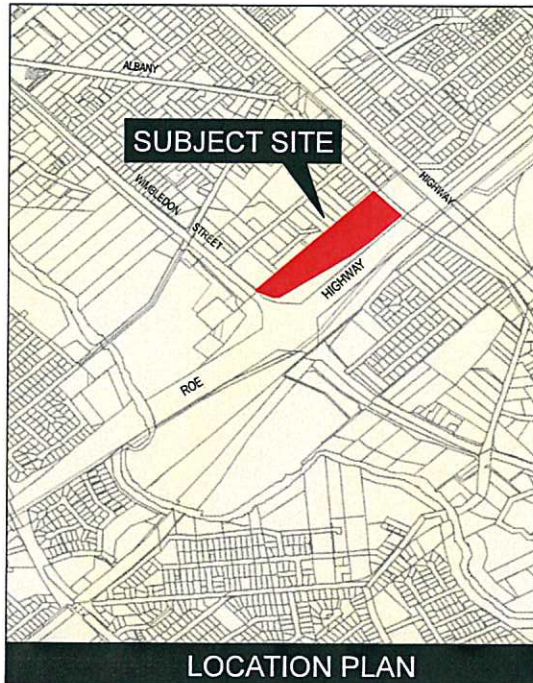 ALBANY
SUBJECT SITE
HIGHWAY
WIMBLEDON
STREET
HIGHWAY
ROE
LOCATION PLAN